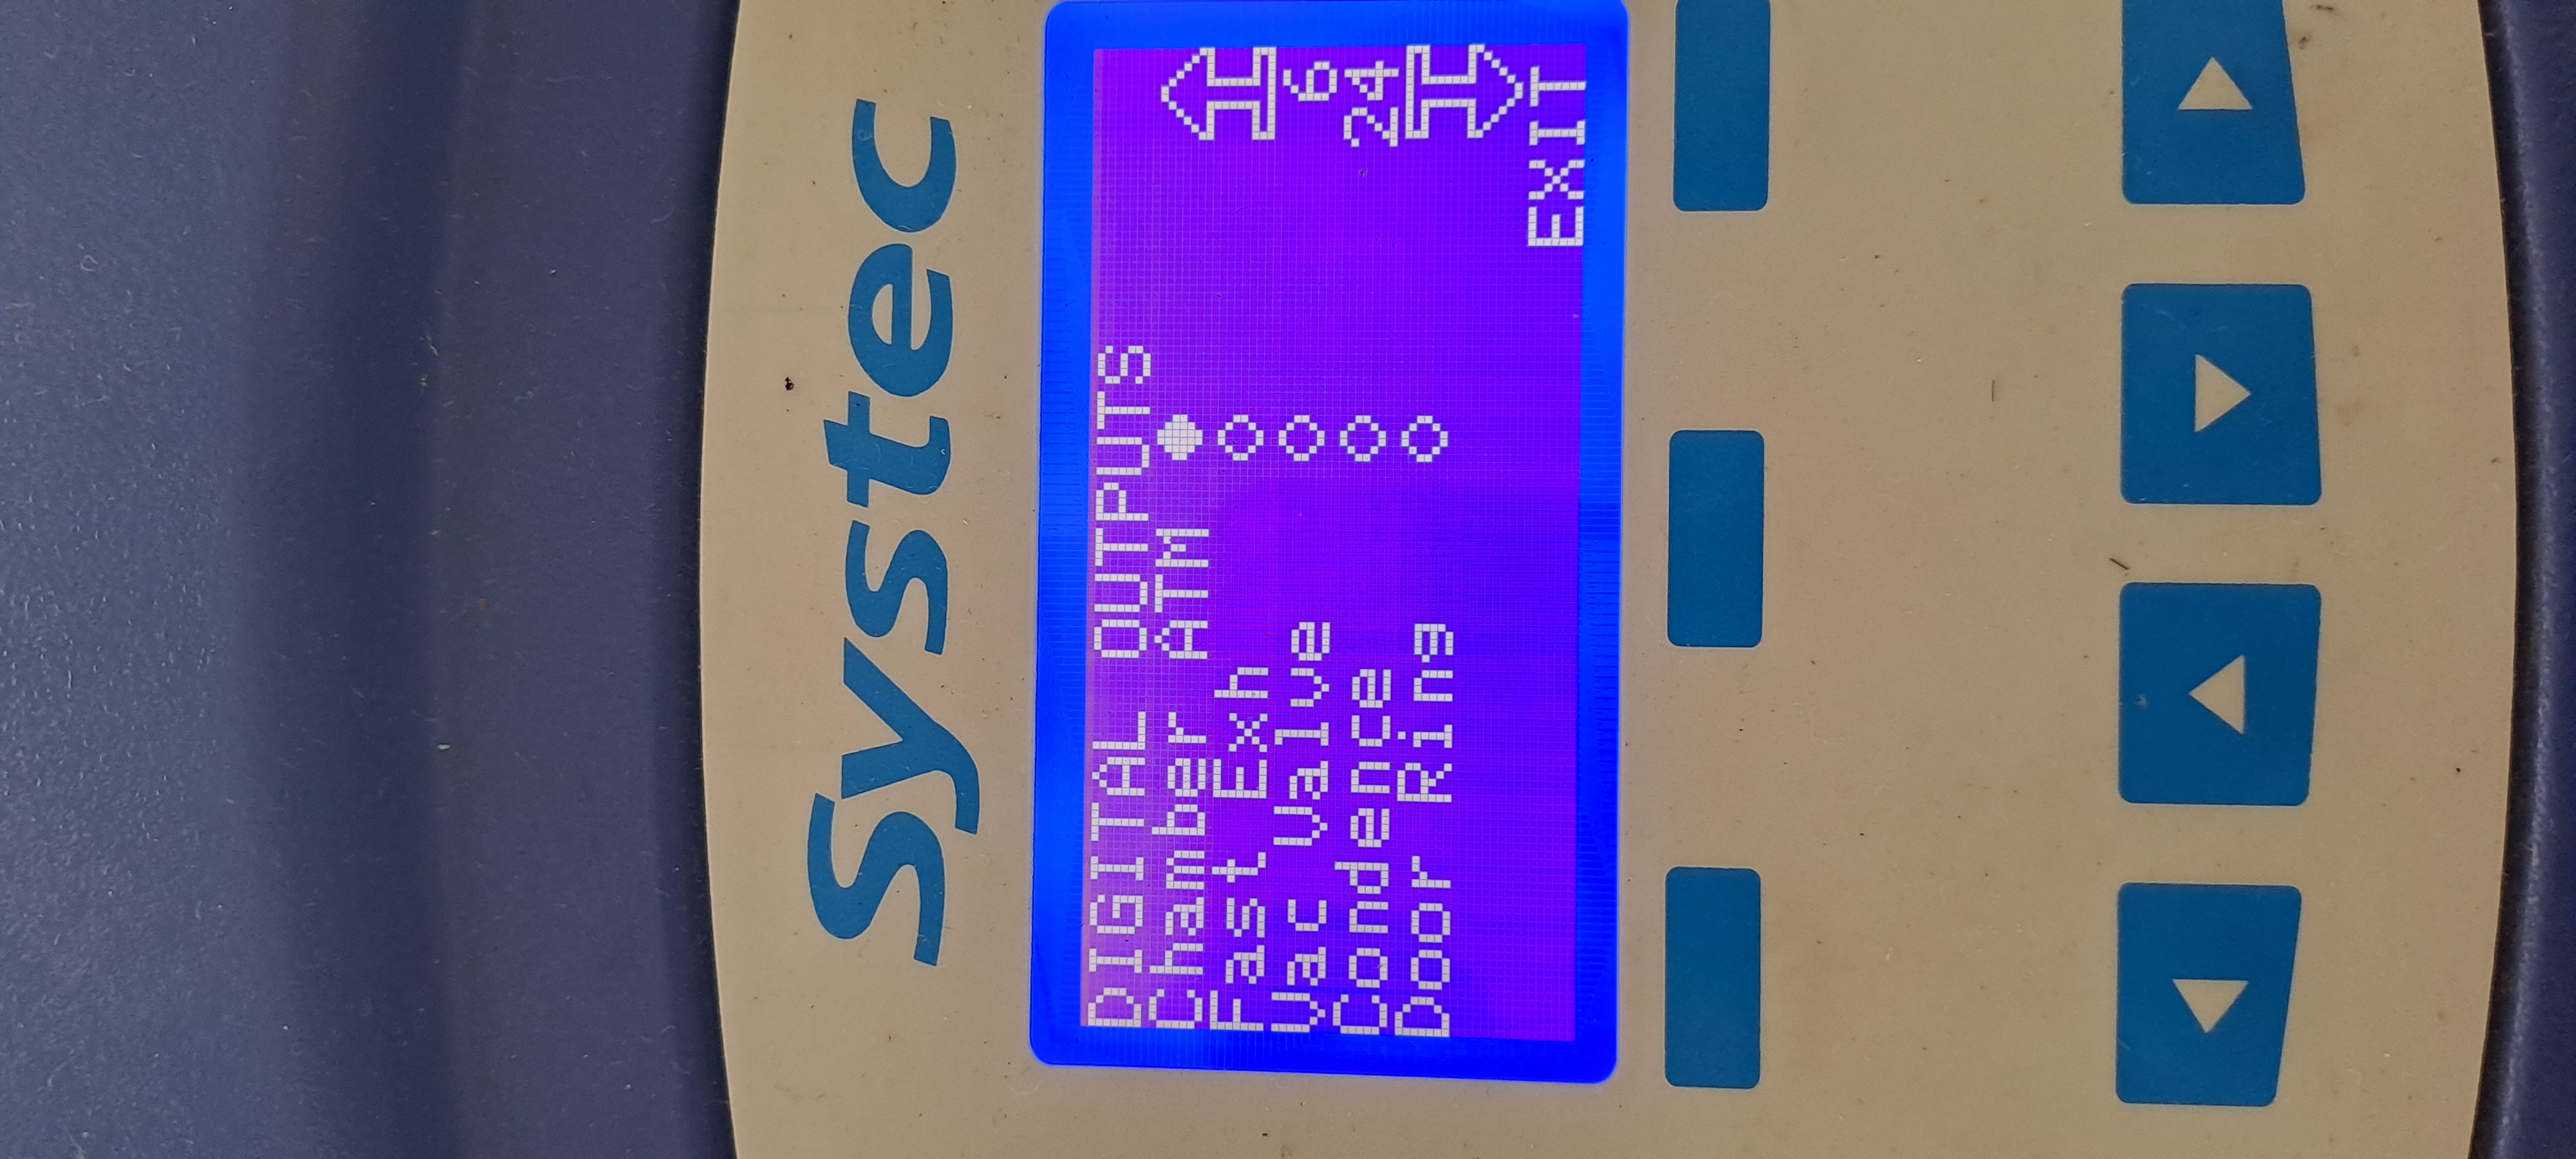 Systec
DIGITAL OUTPUTS
Chamber ATM
Fast Exh
Vac Valve
Condence
Door Ring
6
24
EXIT